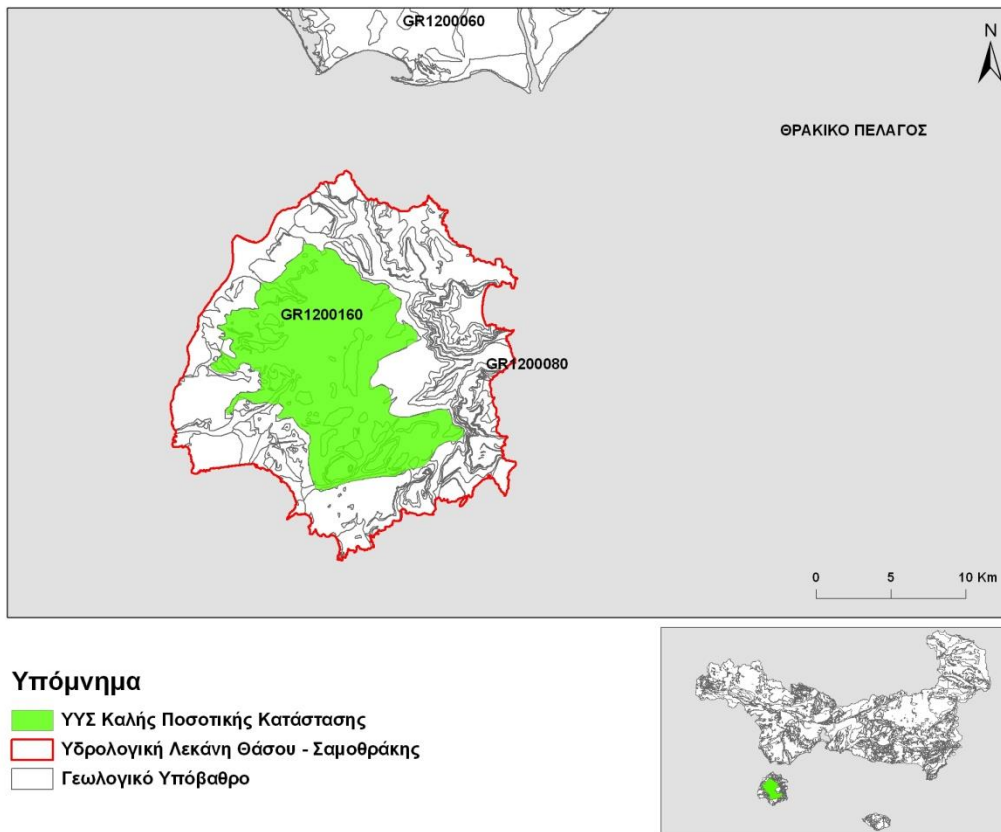 GR1200060
N
ΘΡΑΚΙΚΟ ΠΕΛΑΓΟΣ
GR1200160
GR1200080
0 5 10 Km
Υπόμνημα
ΥΥΣ Καλής Ποσοτικής Κατάστασης
Υδρολογική Λεκάνη Θάσου - Σαμοθράκης
Γεωλογικό Υπόβαθρο